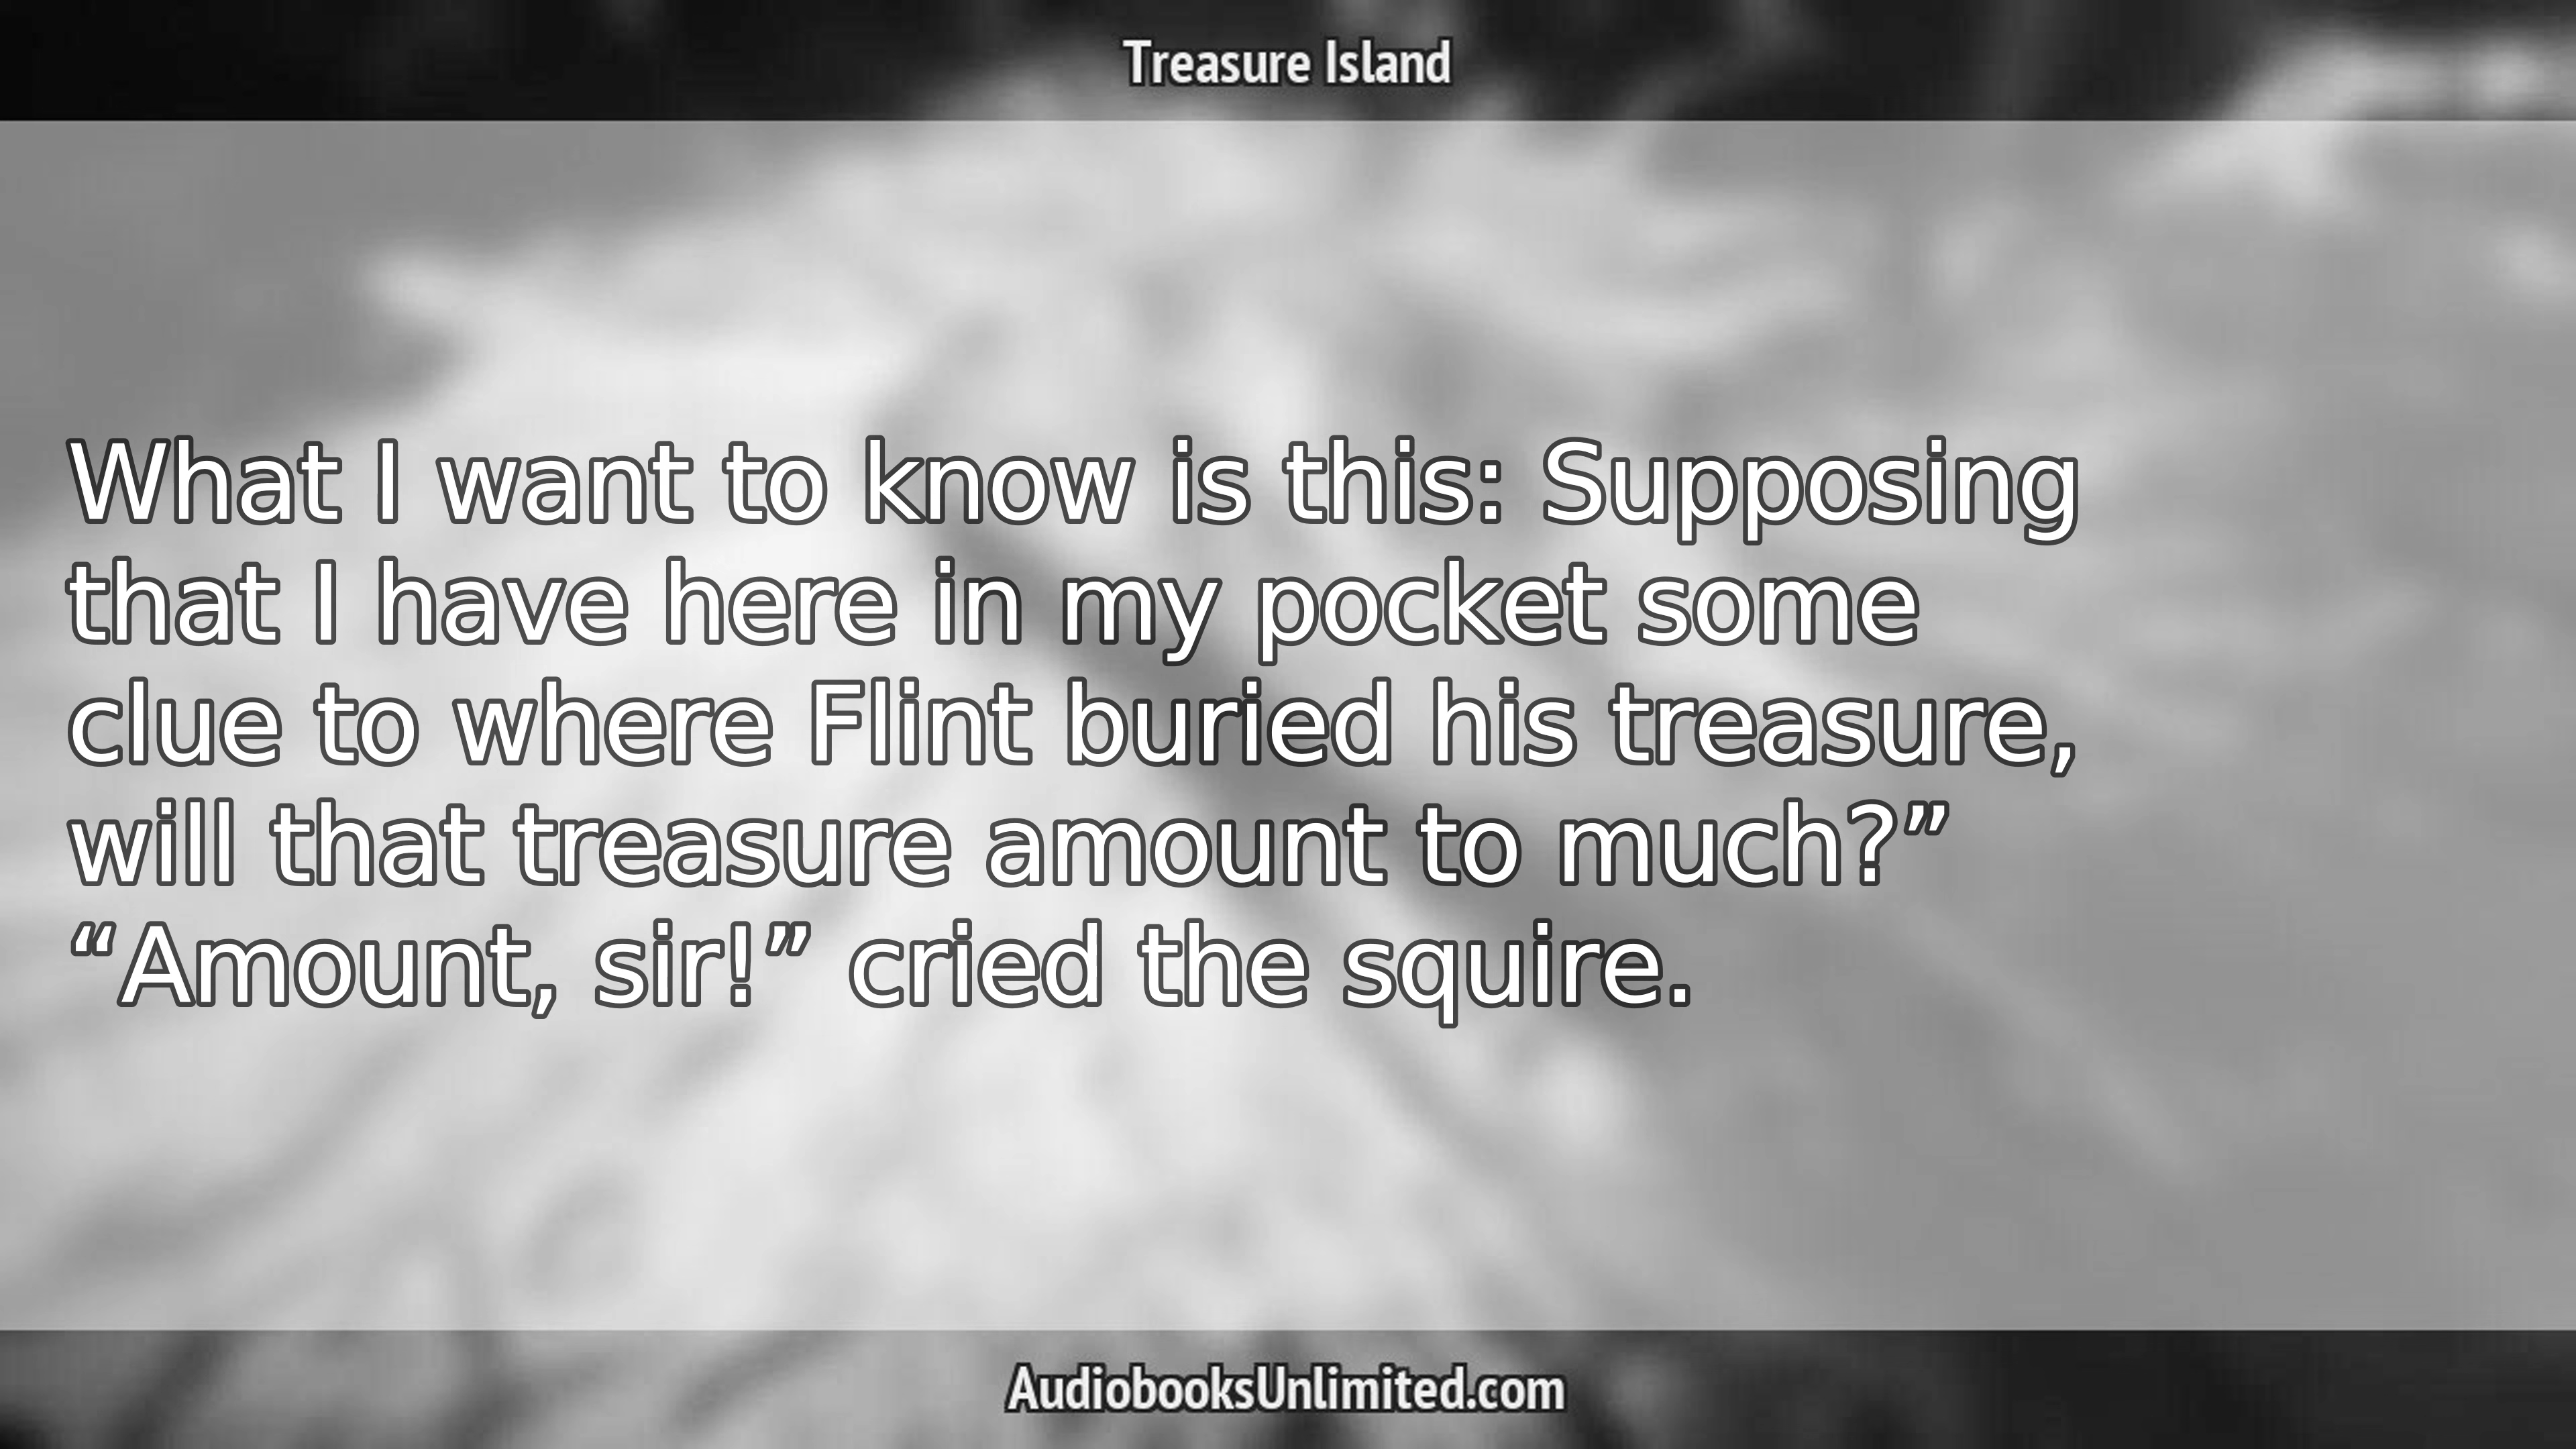 Treasure Island
What I want to know is this: Supposing
that I have here in my pocket some
clue to where Flint buried his treasure,
will that treasure amount to much?”
“Amount, sir!” cried the squire.
AudiobooksUnlimited.com